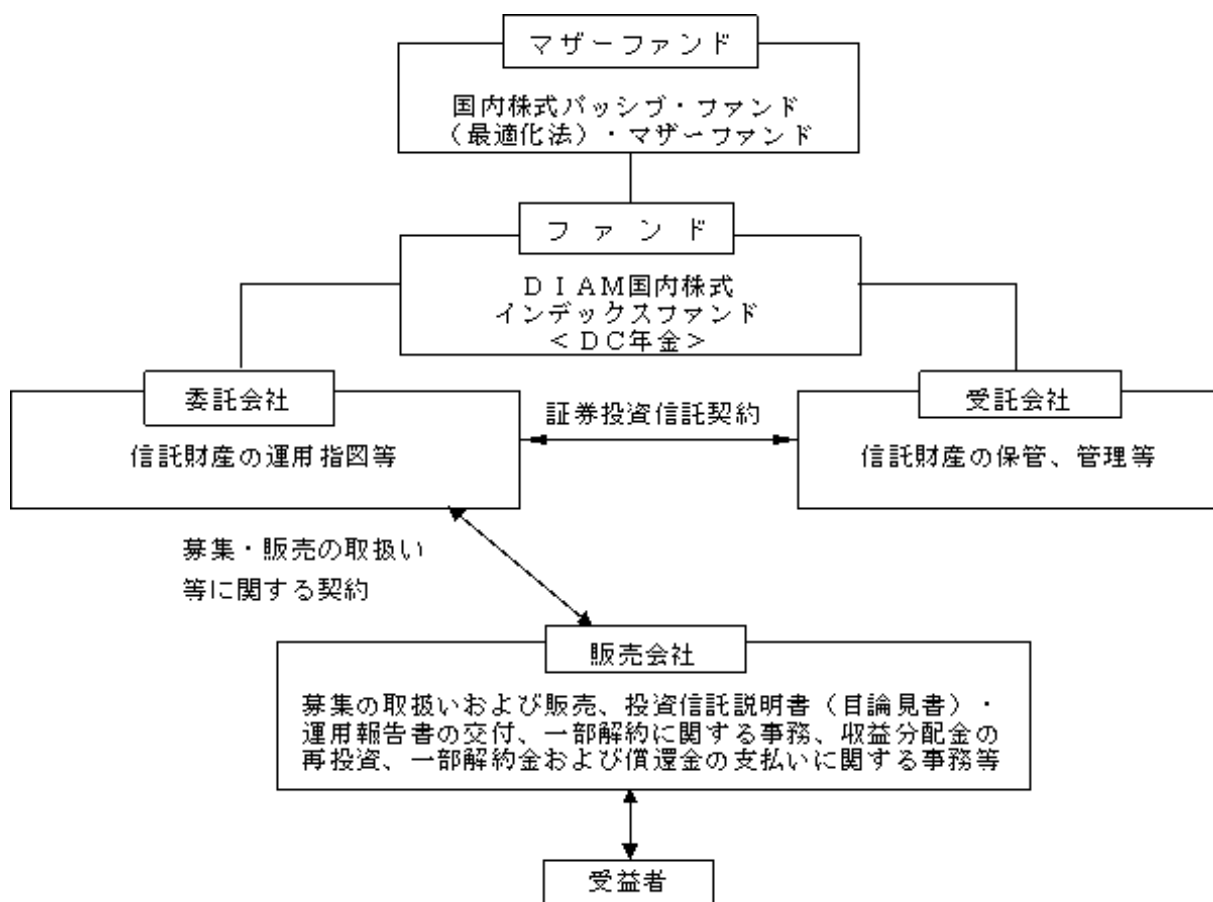 マザーファンド
国内株式パッシブ・ファンド
(最適化法)・マザーファンド
ファンド
ＤＩＡＭ国内株式
インデックスファンド
＜ＤＣ年金＞
委託会社
信託財産の運用指図等
証券投資信託契約
受託会社
信託財産の保管、管理等
募集・販売の取扱い
等に関する契約
販売会社
募集の取扱いおよび販売、投資信託説明書（目論見書）・
運用報告書の交付、一部解約に関する事務、収益分配金の
再投資、一部解約金および償還金の支払いに関する事務等
受益者